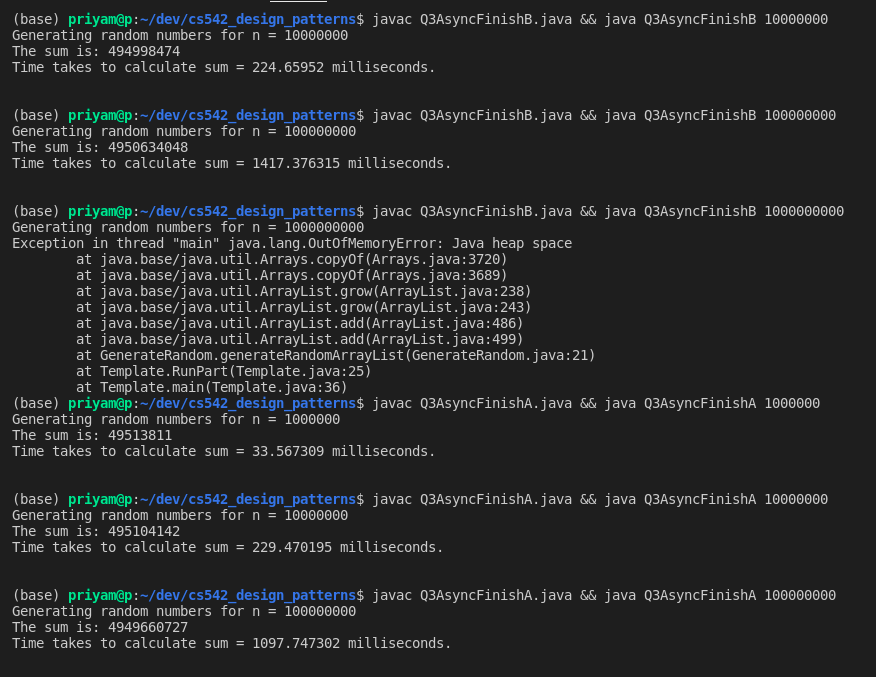 (base) priyam@p:~/dev/cs542_design_patterns$ javac Q3AsyncFinishB.java && java Q3AsyncFinishB 10000000
Generating random numbers for n = 10000000
The sum is: 494998474
Time takes to calculate sum = 224.65952 milliseconds.
(base) priyam@p:~/dev/cs542_design_patterns$ javac Q3AsyncFinishB.java && java Q3AsyncFinishB 100000000
Generating random numbers for n = 100000000
The sum is: 4950634048
Time takes to calculate sum = 1417.376315 milliseconds.
(base) priyam@p:~/dev/cs542_design_patterns$ javac Q3AsyncFinishB.java && java Q3AsyncFinishB 1000000000
Generating random numbers for n = 1000000000
Exception in thread "main" java.lang.OutOfMemoryError: Java heap space
        at java.base/java.util.Arrays.copyOf(Arrays.java:3720)
        at java.base/java.util.Arrays.copyOf(Arrays.java:3689)
        at java.base/java.util.ArrayList.grow(ArrayList.java:238)
        at java.base/java.util.ArrayList.grow(ArrayList.java:243)
        at java.base/java.util.ArrayList.add(ArrayList.java:486)
        at java.base/java.util.ArrayList.add(ArrayList.java:499)
        at GenerateRandom.generateRandomArrayList(GenerateRandom.java:21)
        at Template.RunPart(Template.java:25)
        at Template.main(Template.java:36)
(base) priyam@p:~/dev/cs542_design_patterns$ javac Q3AsyncFinishA.java && java Q3AsyncFinishA 1000000
Generating random numbers for n = 1000000
The sum is: 49513811
Time takes to calculate sum = 33.567309 milliseconds.
(base) priyam@p:~/dev/cs542_design_patterns$ javac Q3AsyncFinishA.java && java Q3AsyncFinishA 10000000
Generating random numbers for n = 10000000
The sum is: 495104142
Time takes to calculate sum = 229.470195 milliseconds.
(base) priyam@p:~/dev/cs542_design_patterns$ javac Q3AsyncFinishA.java && java Q3AsyncFinishA 100000000
Generating random numbers for n = 100000000
The sum is: 4949660727
Time takes to calculate sum = 1097.747302 milliseconds.